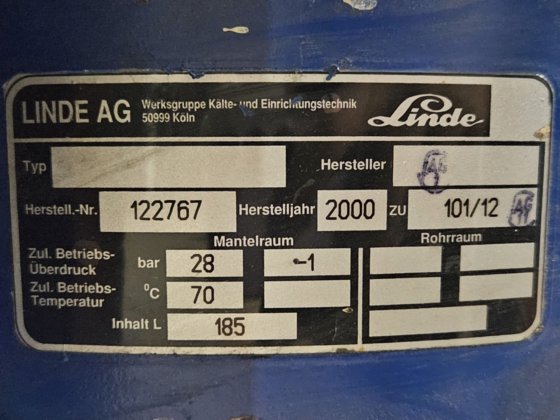 LINDE AG Werksgruppe Kälte- und Einrichtungstechnik
50999 Köln
Linde
Typ Hersteller
Herstell.-Nr. 122767 Herstelljahr 2000 ZU 101/12
Mantelraum Rohrraum
Zul. Betriebs-
Überdruck bar 28 -1
Zul. Betriebs-
Temperatur °C 70
Inhalt L 185